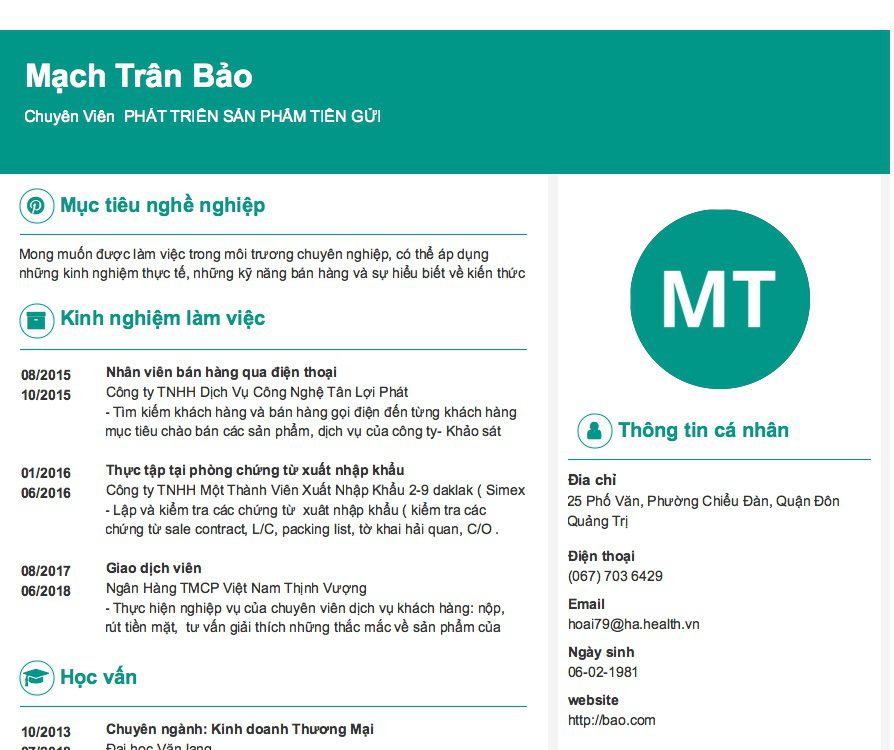 Mạch Trân Bảo
Chuyên Viên PHÁT TRIỂN SẢN PHẨM TIỀN GỬI
Mục tiêu nghề nghiệp
Mong muốn được làm việc trong môi trương chuyên nghiệp, có thể áp dụng
những kinh nghiệm thực tế, những kỹ năng bán hàng và sự hiểu biết về kiến thức
Kinh nghiệm làm việc
08/2015 Nhân viên bán hàng qua điện thoại
10/2015 Công ty TNHH Dịch Vụ Công Nghệ Tân Lợi Phát
- Tìm kiếm khách hàng và bán hàng gọi điện đến từng khách hàng
mục tiêu chào bán các sản phẩm, dịch vụ của công ty- Khảo sát
01/2016 Thực tập tại phòng chứng từ xuất nhập khẩu
06/2016 Công ty TNHH Một Thành Viên Xuất Nhập Khẩu 2-9 daklak ( Simex
- Lập và kiểm tra các chứng từ xuât nhập khẩu ( kiểm tra các
chứng từ sale contract, L/C, packing list, tờ khai hải quan, C/O .
08/2017 Giao dịch viên
06/2018 Ngân Hàng TMCP Việt Nam Thịnh Vượng
- Thực hiện nghiệp vụ của chuyên viên dịch vụ khách hàng: nộp,
rút tiền mặt, tư vấn giải thích những thắc mắc về sản phẩm của
Học vấn
10/2013 Chuyên ngành: Kinh doanh Thương Mại
07/2018 Đại học Văn lang
MT
Thông tin cá nhân
Đia chỉ
25 Phố Văn, Phường Chiểu Đàn, Quận Đôn
Quảng Trị
Điện thoại
(067) 703 6429
Email
hoai79@ha.health.vn
Ngày sinh
06-02-1981
website
http://bao.com